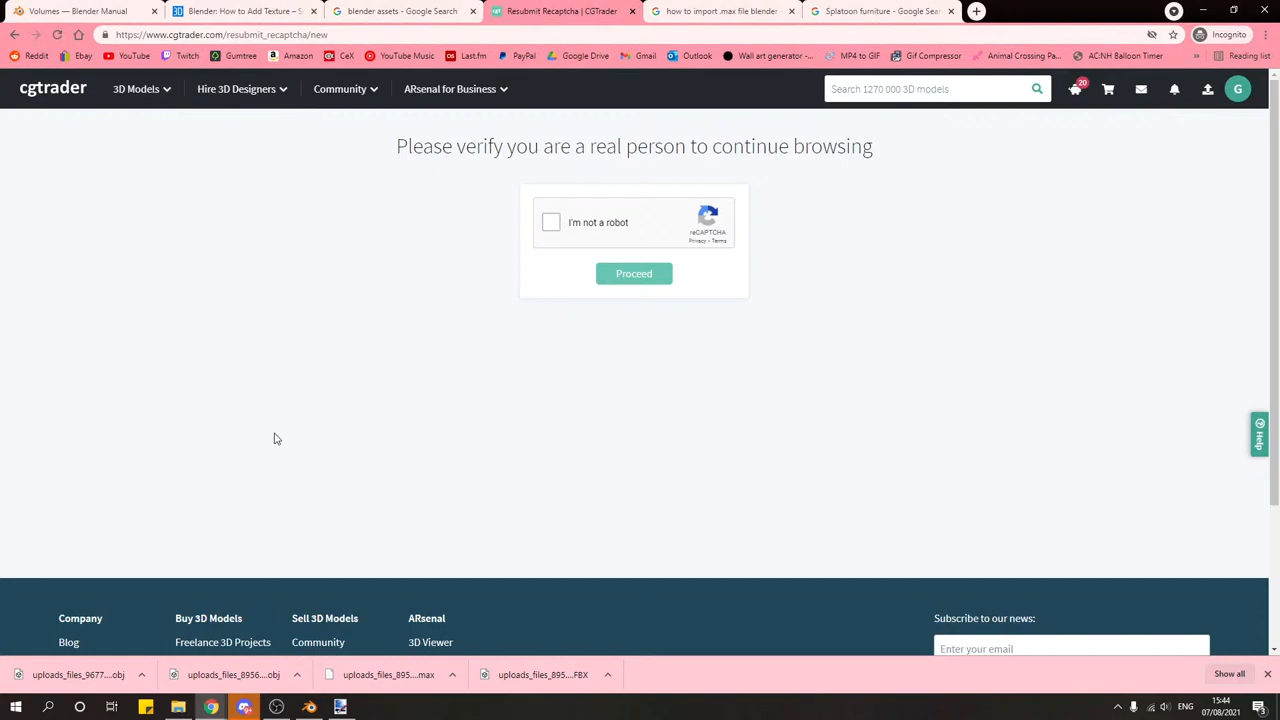 Volumes — Blender Manual
Blender: How to Add Texture – S
blender assets - Google Search
Resubmit Recaptcha | CGTrader
how to import .max file blender -
Splatoon furniture - Google Sea
https://www.cgtrader.com/resubmit_recaptcha/new
Incognito
Reddit
Ebay
YouTube
Twitch
Gumtree
Amazon
CeX
YouTube Music
Last.fm
PayPal
Google Drive
Gmail
Outlook
Wall art generator -...
MP4 to GIF
Gif Compressor
Animal Crossing Pa...
AC:NH Balloon Timer
»
Reading list
cgtrader
3D Models
Hire 3D Designers
Community
ARsenal for Business
Search 1270 000 3D models
20
G
Please verify you are a real person to continue browsing
I'm not a robot
reCAPTCHA
Privacy - Terms
Proceed
Help
Company
Buy 3D Models
Sell 3D Models
ARsenal
Subscribe to our news:
Blog
Freelance 3D Projects
Community
3D Viewer
Enter your email
uploads_files_9677....obj
uploads_files_8956....obj
uploads_files_895....max
uploads_files_895....FBX
Show all
ENG
15:44
07/08/2021
3